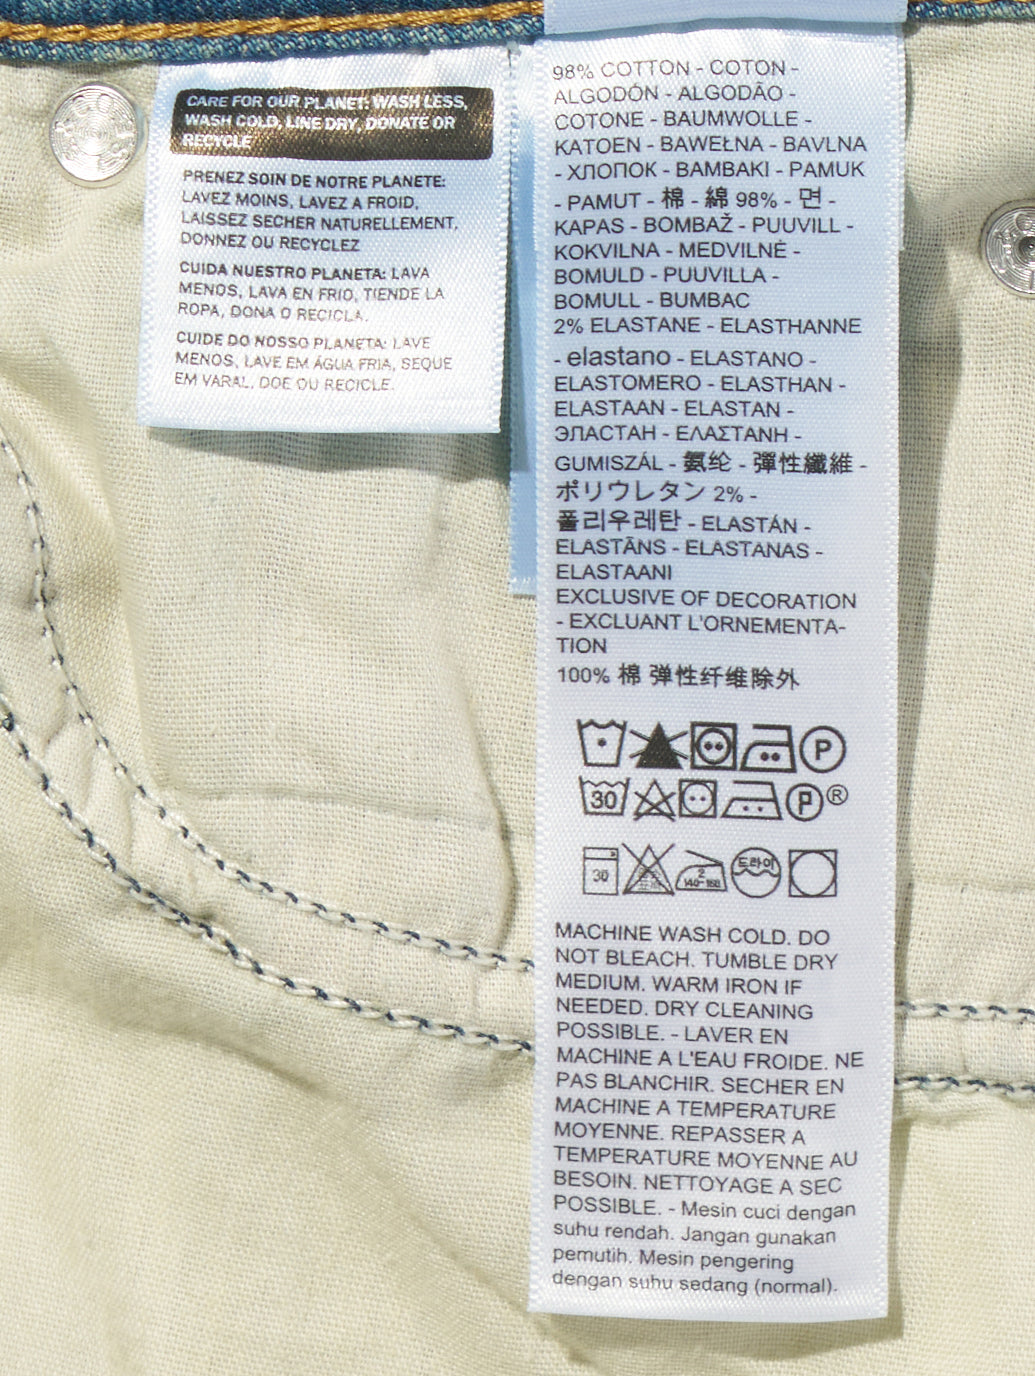 CARE FOR OUR PLANET: WASH LESS,
WASH COLD, LINE DRY, DONATE OR
RECYCLE
PRENEZ SOIN DE NOTRE PLANETE:
LAVEZ MOINS, LAVEZ A FROID,
LAISSEZ SECHER NATURELLEMENT,
DONNEZ OU RECYCLEZ
CUIDA NUESTRO PLANETA: LAVA
MENOS, LAVA EN FRIO, TIENDE LA
ROPA, DONA O RECICLA.
CUIDE DO NOSSO PLANETA: LAVE
MENOS, LAVE EM ÁGUA FRIA, SEQUE
EM VARAL, DOE OU RECICLE.
98% COTTON - COTON -
ALGODÓN - ALGODÃO -
COTONE - BAUMWOLLE -
KATOEN - BAWEŁNA - BAVLNA
- ХЛОПОК - BAMBAKI - PAMUK
- PAMUT - 棉 - 綿 98% - 면 -
KAPAS - BOMBAŽ - PUUVILL -
KOKVILNA - MEDVILNĖ -
BOMULD - PUUVILLA -
BOMULL - BUMBAC
2% ELASTANE - ELASTHANNE
- elastano - ELASTANO -
ELASTOMERO - ELASTHAN -
ELASTAAN - ELASTAN -
ЭЛАСТАН - ΕΛΑΣΤΑΝΗ -
GUMISZÁL - 氨纶 - 彈性纖維 -
ポリウレタン 2% -
폴리우레탄 - ELASTÁN -
ELASTĀNS - ELASTANAS -
ELASTAANI
EXCLUSIVE OF DECORATION
- EXCLUANT L'ORNEMENTA-
TION
100% 棉 弹性纤维除外
P
30 P ®
30 2 140-160 드라이
MACHINE WASH COLD. DO
NOT BLEACH. TUMBLE DRY
MEDIUM. WARM IRON IF
NEEDED. DRY CLEANING
POSSIBLE. - LAVER EN
MACHINE A L'EAU FROIDE. NE
PAS BLANCHIR. SECHER EN
MACHINE A TEMPERATURE
MOYENNE. REPASSER A
TEMPERATURE MOYENNE AU
BESOIN. NETTOYAGE A SEC
POSSIBLE. - Mesin cuci dengan
suhu rendah. Jangan gunakan
pemutih. Mesin pengering
dengan suhu sedang (normal).